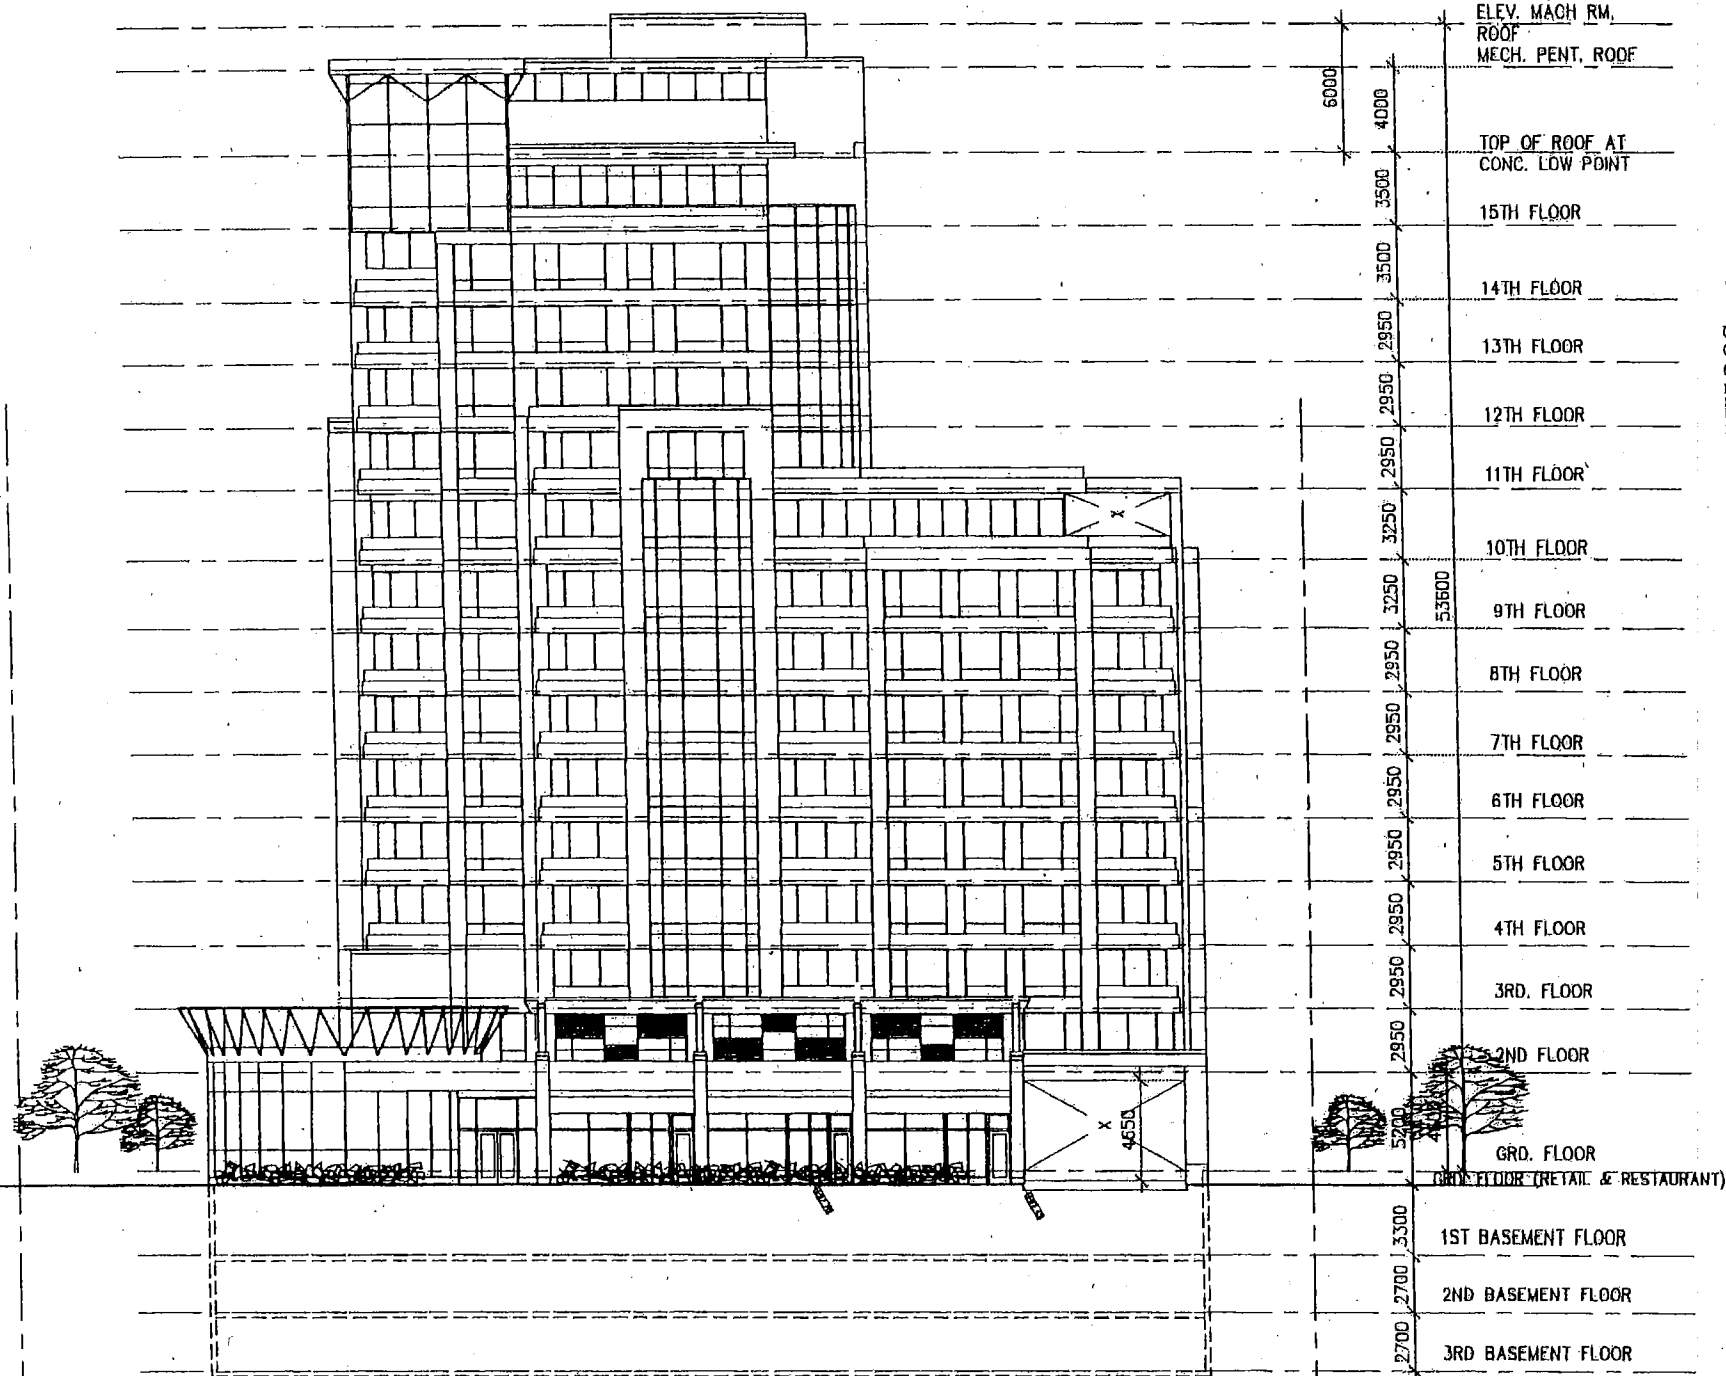 ELEV. MACH RM,
ROOF
MECH. PENT, ROOF
6000
4000
TOP OF ROOF AT
CONC. LOW POINT
3500
15TH FLOOR
3500
14TH FLOOR
2950
13TH FLOOR
2950
12TH FLOOR
2950
11TH FLOOR
3250
10TH FLOOR
53600
3250
9TH FLOOR
2950
8TH FLOOR
2950
7TH FLOOR
2950
6TH FLOOR
2950
5TH FLOOR
2950
4TH FLOOR
2950
3RD. FLOOR
2950
2ND FLOOR
X
X
4650
5200
GRD. FLOOR
GRD. FLOOR (RETAIL & RESTAURANT)
3300
1ST BASEMENT FLOOR
2700
2ND BASEMENT FLOOR
2700
3RD BASEMENT FLOOR